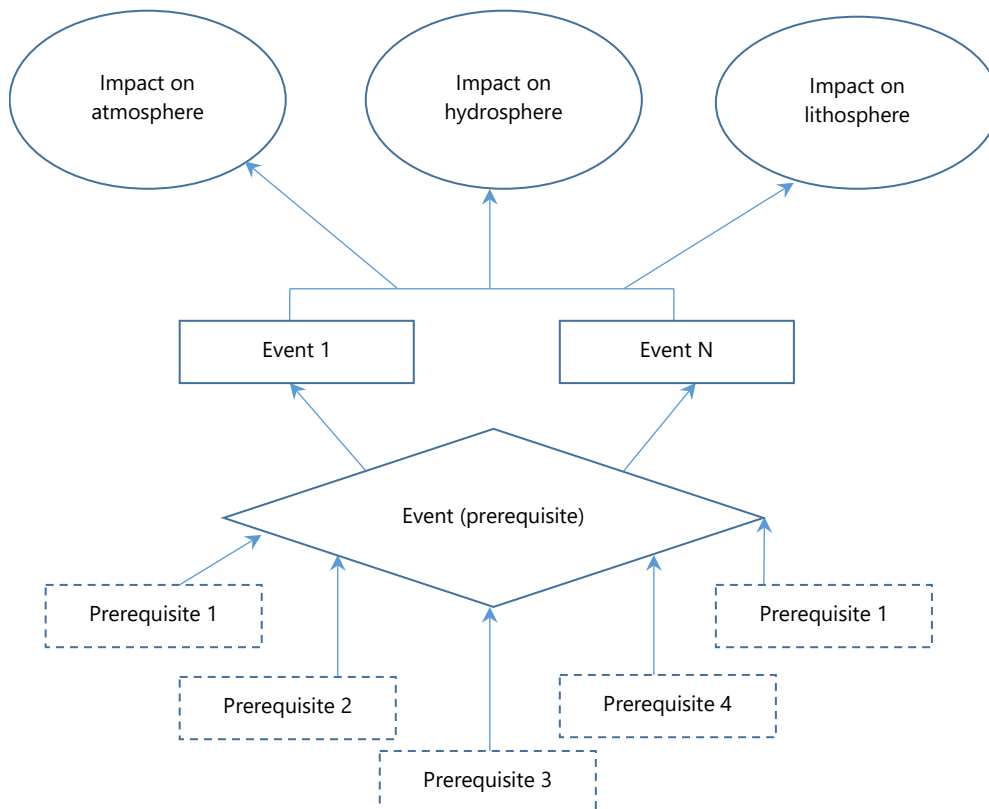 Impact on
atmosphere
Impact on
hydrosphere
Impact on
lithosphere
Event 1
Event N
Event (prerequisite)
Prerequisite 1
Prerequisite 1
Prerequisite 2
Prerequisite 4
Prerequisite 3